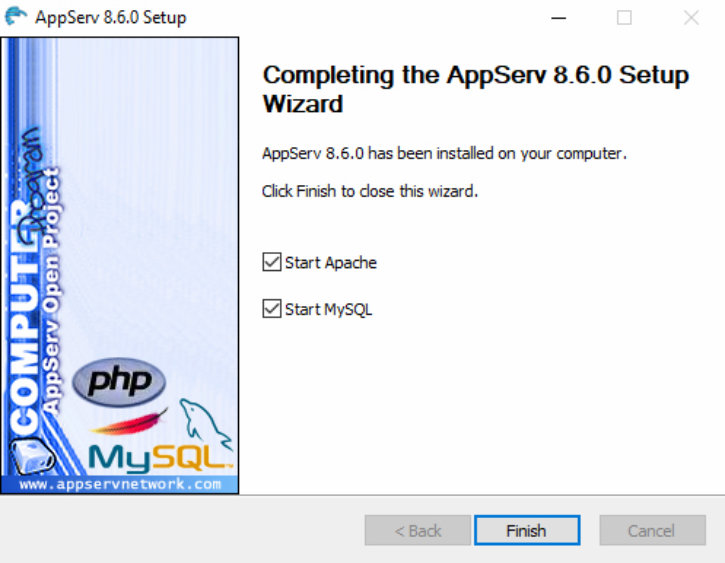 AppServ 8.6.0 Setup
Completing the AppServ 8.6.0 Setup
Wizard
AppServ 8.6.0 has been installed on your computer.
Click Finish to close this wizard.
Start Apache
Start MySQL
COMPUTER
Program
AppServ Open Project
php
MySQL
www.appservnetwork.com
< Back
Finish
Cancel